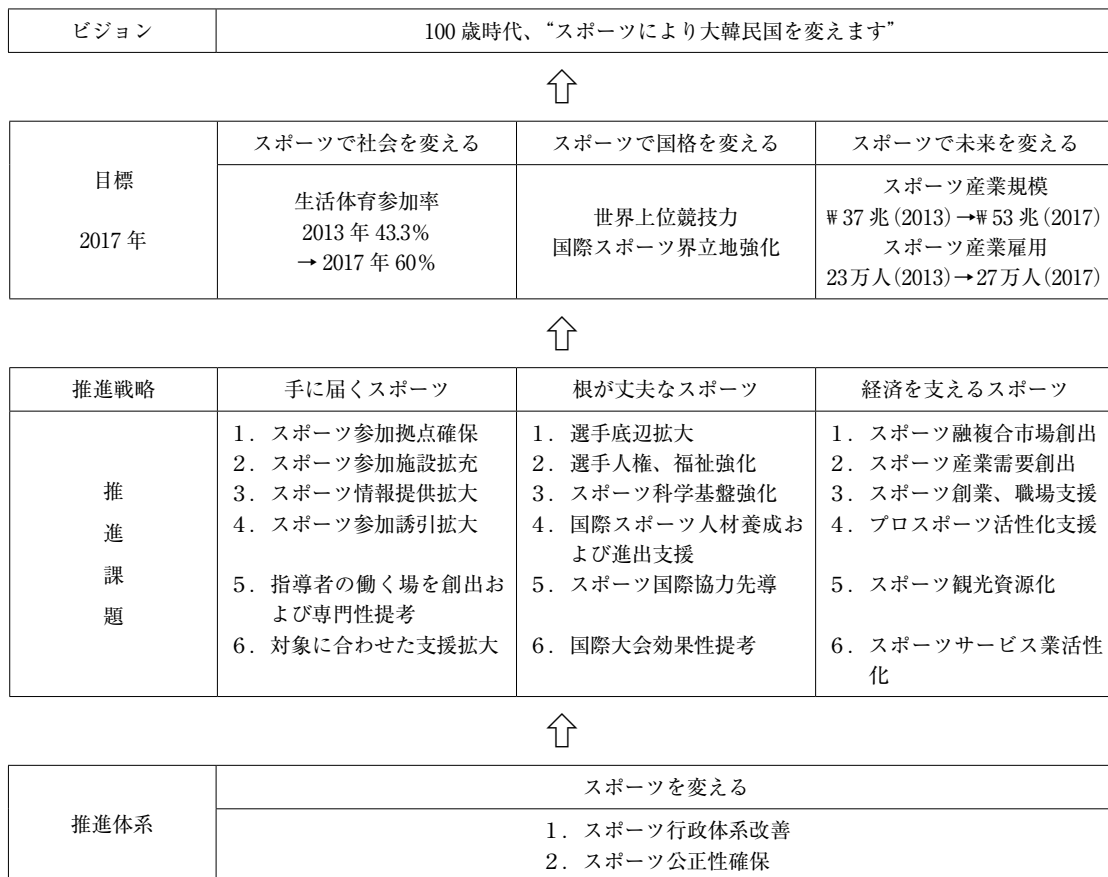 ビジョン
100 歳時代、“スポーツにより大韓民国を変えます”
目標
2017 年
スポーツで社会を変える
生活体育参加率
2013 年 43.3%
→ 2017 年 60%
スポーツで国格を変える
世界上位競技力
国際スポーツ界立地強化
スポーツで未来を変える
スポーツ産業規模
₩ 37 兆(2013) →₩ 53 兆(2017)
スポーツ産業雇用
23万人(2013)→27万人(2017)
推進戦略
手に届くスポーツ
根が丈夫なスポーツ
経済を支えるスポーツ
推
進
課
題
1. スポーツ参加拠点確保
2. スポーツ参加施設拡充
3. スポーツ情報提供拡大
4. スポーツ参加誘引拡大
5. 指導者の働く場を創出お
よび専門性提考
6. 対象に合わせた支援拡大
1. 選手底辺拡大
2. 選手人権、福祉強化
3. スポーツ科学基盤強化
4. 国際スポーツ人材養成お
よび進出支援
5. スポーツ国際協力先導
6. 国際大会効果性提考
1. スポーツ融複合市場創出
2. スポーツ産業需要創出
3. スポーツ創業、職場支援
4. プロスポーツ活性化支援
5. スポーツ観光資源化
6. スポーツサービス業活性
化
推進体系
スポーツを変える
1. スポーツ行政体系改善
2. スポーツ公正性確保